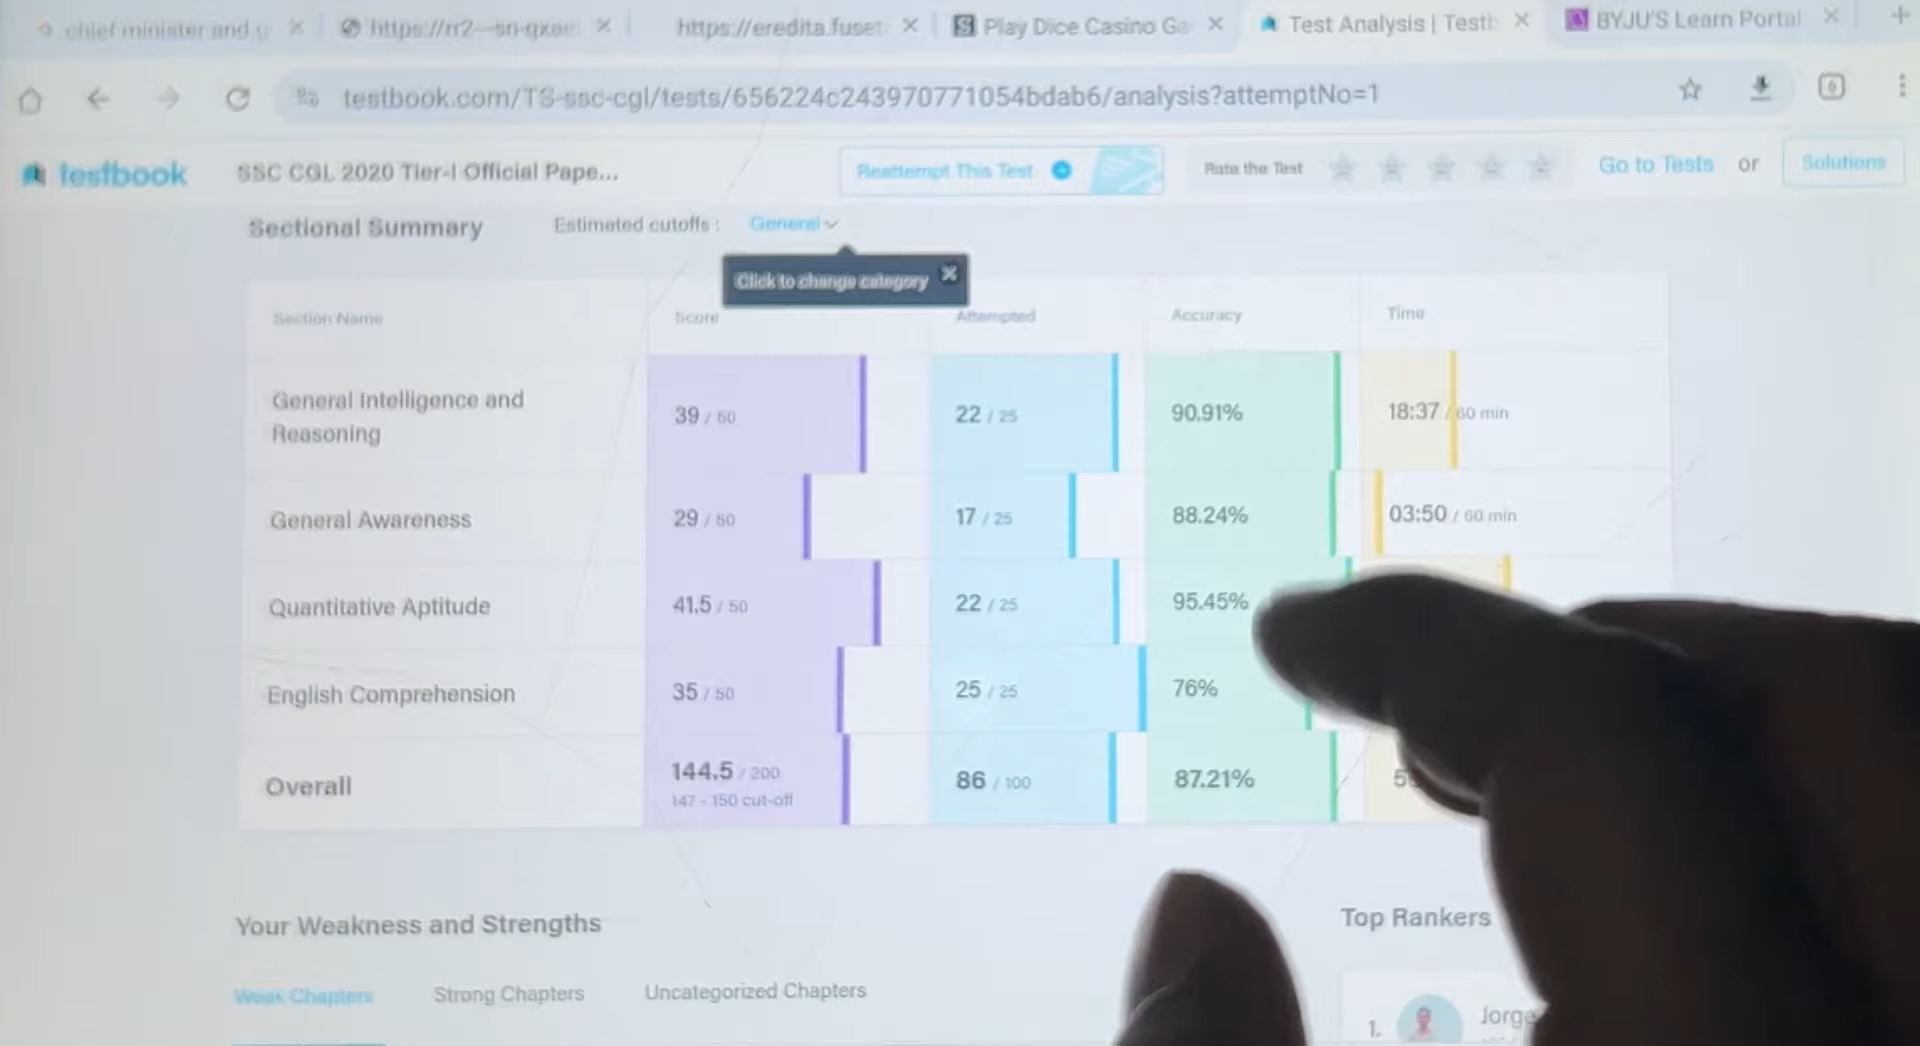 chief minister and g
https://rr2---sn-qxae
https://eredita.fuset
Play Dice Casino Ga
Test Analysis | Testb
BYJU'S Learn Portal
testbook.com/TS-ssc-cgl/tests/656224c243970771054bdab6/analysis?attemptNo=1
testbook
SSC CGL 2020 Tier-I Official Pape...
Reattempt This Test
Rate the Test
Go to Tests or Solutions
Sectional Summary
Estimated cutoffs : General
Click to change category
Section Name Score Attempted Accuracy Time
General Intelligence and
Reasoning
39 / 50 22 / 25 90.91% 18:37 / 60 min
General Awareness 29 / 50 17 / 25 88.24% 03:50 / 60 min
Quantitative Aptitude 41.5 / 50 22 / 25 95.45%
English Comprehension 35 / 50 25 / 25 76%
Overall 144.5 / 200 86 / 100 87.21%
147 - 150 cut-off
Your Weakness and Strengths
Top Rankers
Weak Chapters Strong Chapters Uncategorized Chapters
1. Jorge